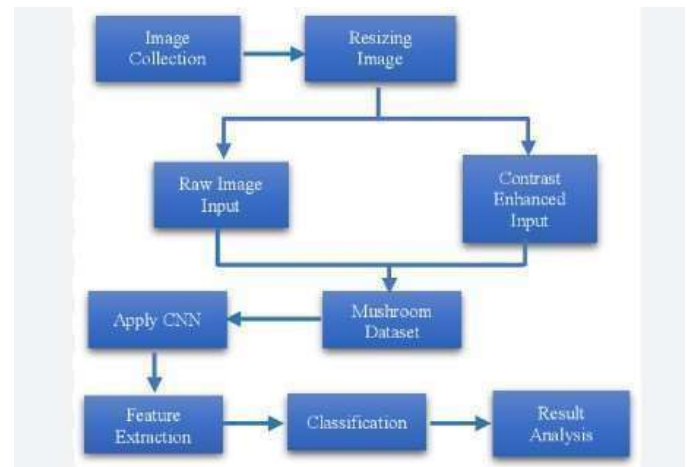 Image
Collection
Resizing
Image
Raw Image
Input
Contrast
Enhanced
Input
Mushroom
Dataset
Apply CNN
Feature
Extraction
Classification
Result
Analysis